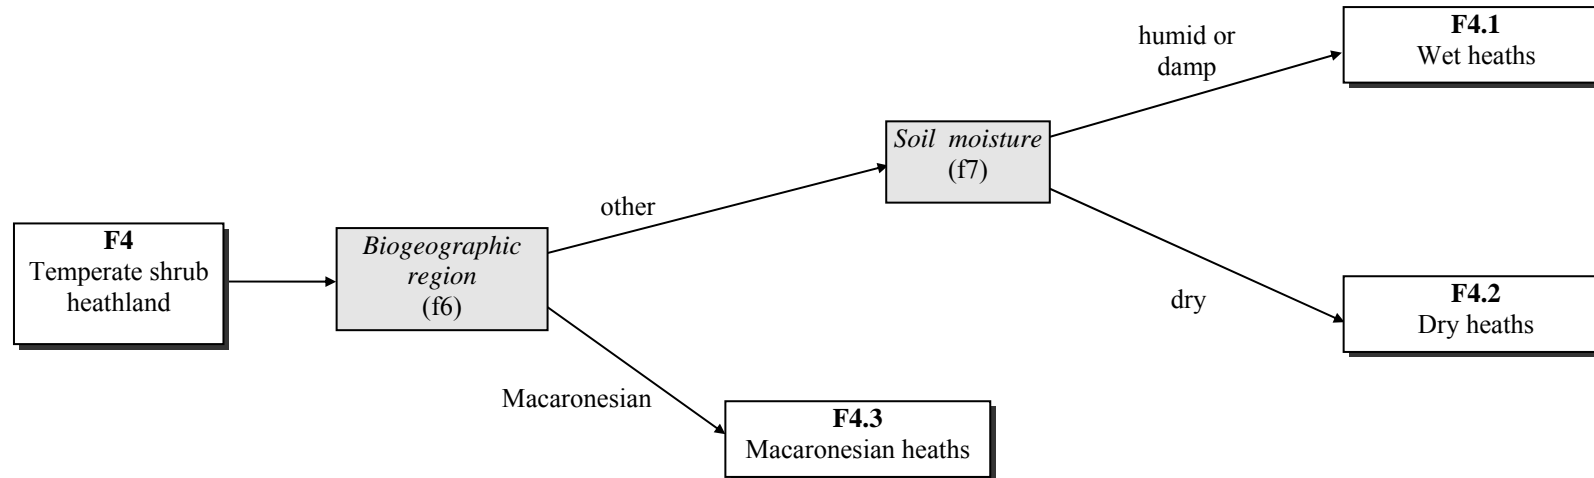 F4
Temperate shrub
heathland
Biogeographic
region
(f6)
other
Macaronesian
F4.3
Macaronesian heaths
Soil moisture
(f7)
humid or
damp
dry
F4.1
Wet heaths
F4.2
Dry heaths